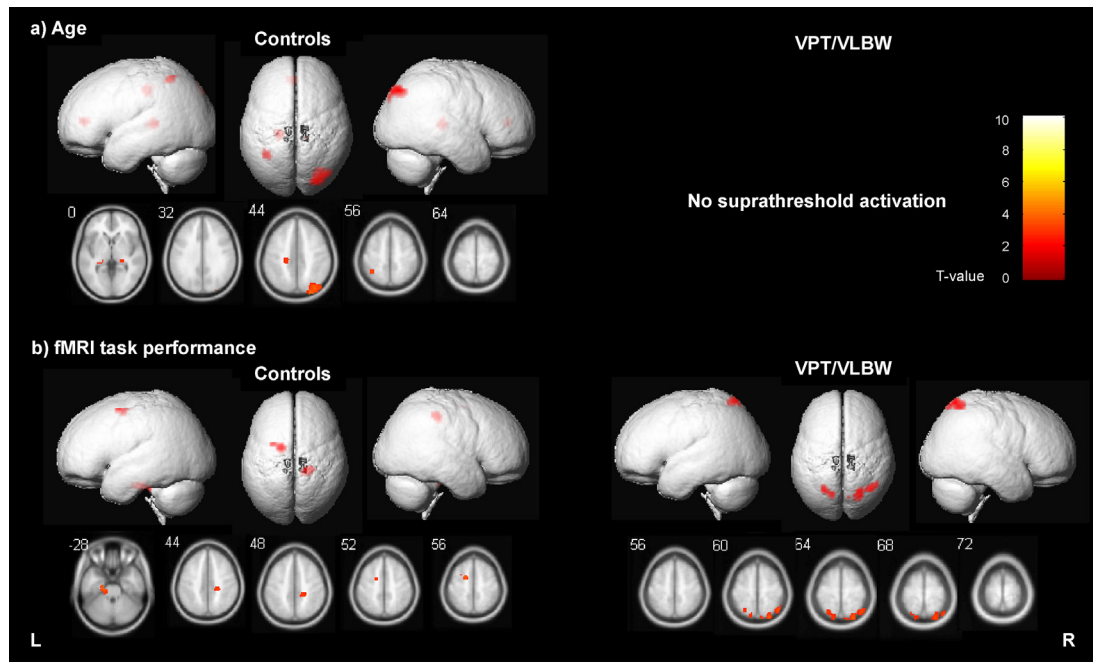 a) Age
Controls
VPT/VLBW
10
8
6
4
2
T-value 0
No suprathreshold activation
0 32 44 56 64
b) fMRI task performance
Controls
VPT/VLBW
-28 44 48 52 56
56 60 64 68 72
L
R